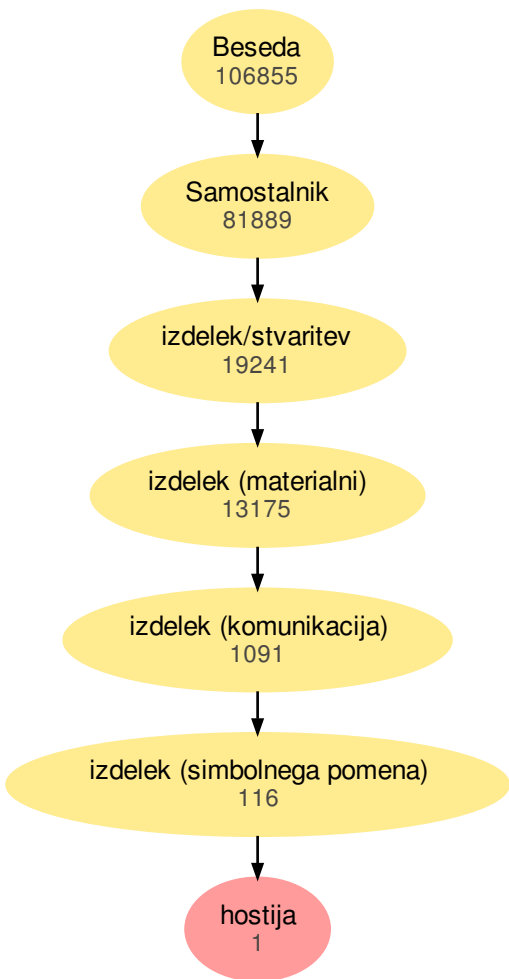 Beseda
106855
Samostalnik
81889
izdelek/stvaritev
19241
izdelek (materialni)
13175
izdelek (komunikacija)
1091
izdelek (simbolnega pomena)
116
hostija
1